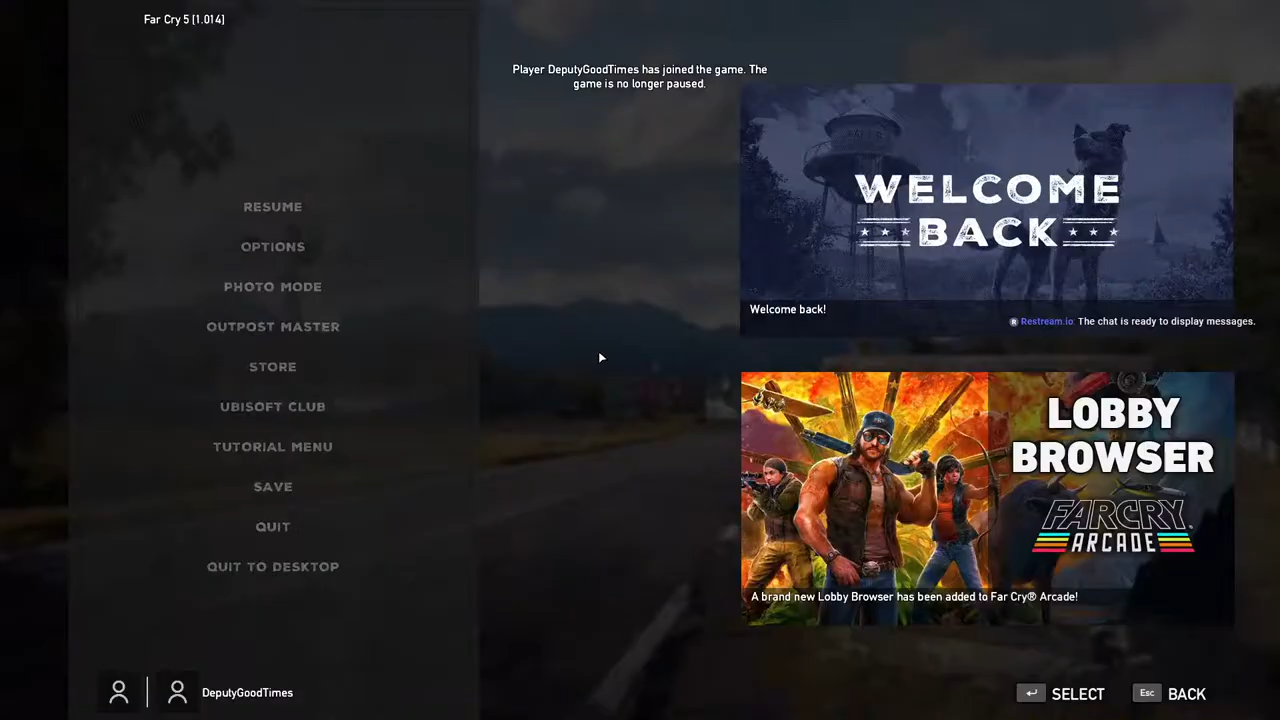 Far Cry 5 [1.014]
Player DeputyGoodTimes has joined the game. The
game is no longer paused.
RESUME
OPTIONS
PHOTO MODE
OUTPOST MASTER
STORE
UBISOFT CLUB
TUTORIAL MENU
SAVE
QUIT
QUIT TO DESKTOP
WELCOME
BACK
Welcome back!
Restream.io The chat is ready to display messages.
LOBBY
BROWSER
FARCRY
ARCADE
A brand new Lobby Browser has been added to Far Cry® Arcade!
DeputyGoodTimes
SELECT
Esc BACK